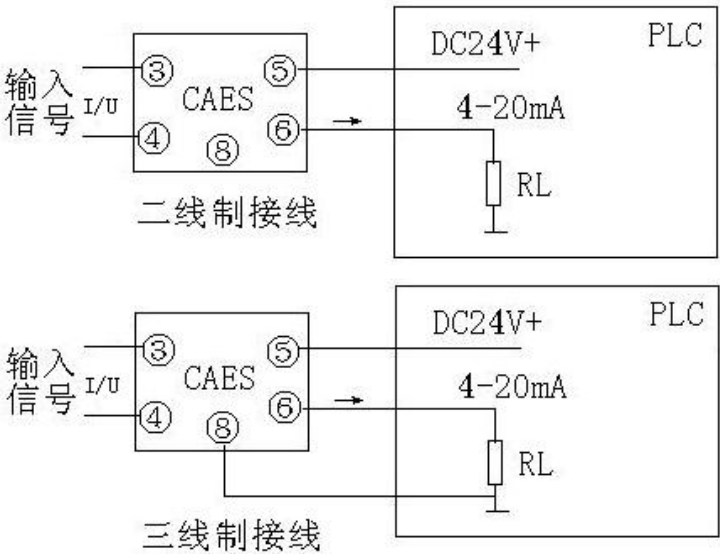 DC24V+
PLC
输入
信号
I/U
③
⑤
CAES
④
⑧
⑥
4-20mA
RL
二线制接线
DC24V+
PLC
输入
信号
I/U
③
⑤
CAES
④
⑧
⑥
4-20mA
RL
三线制接线